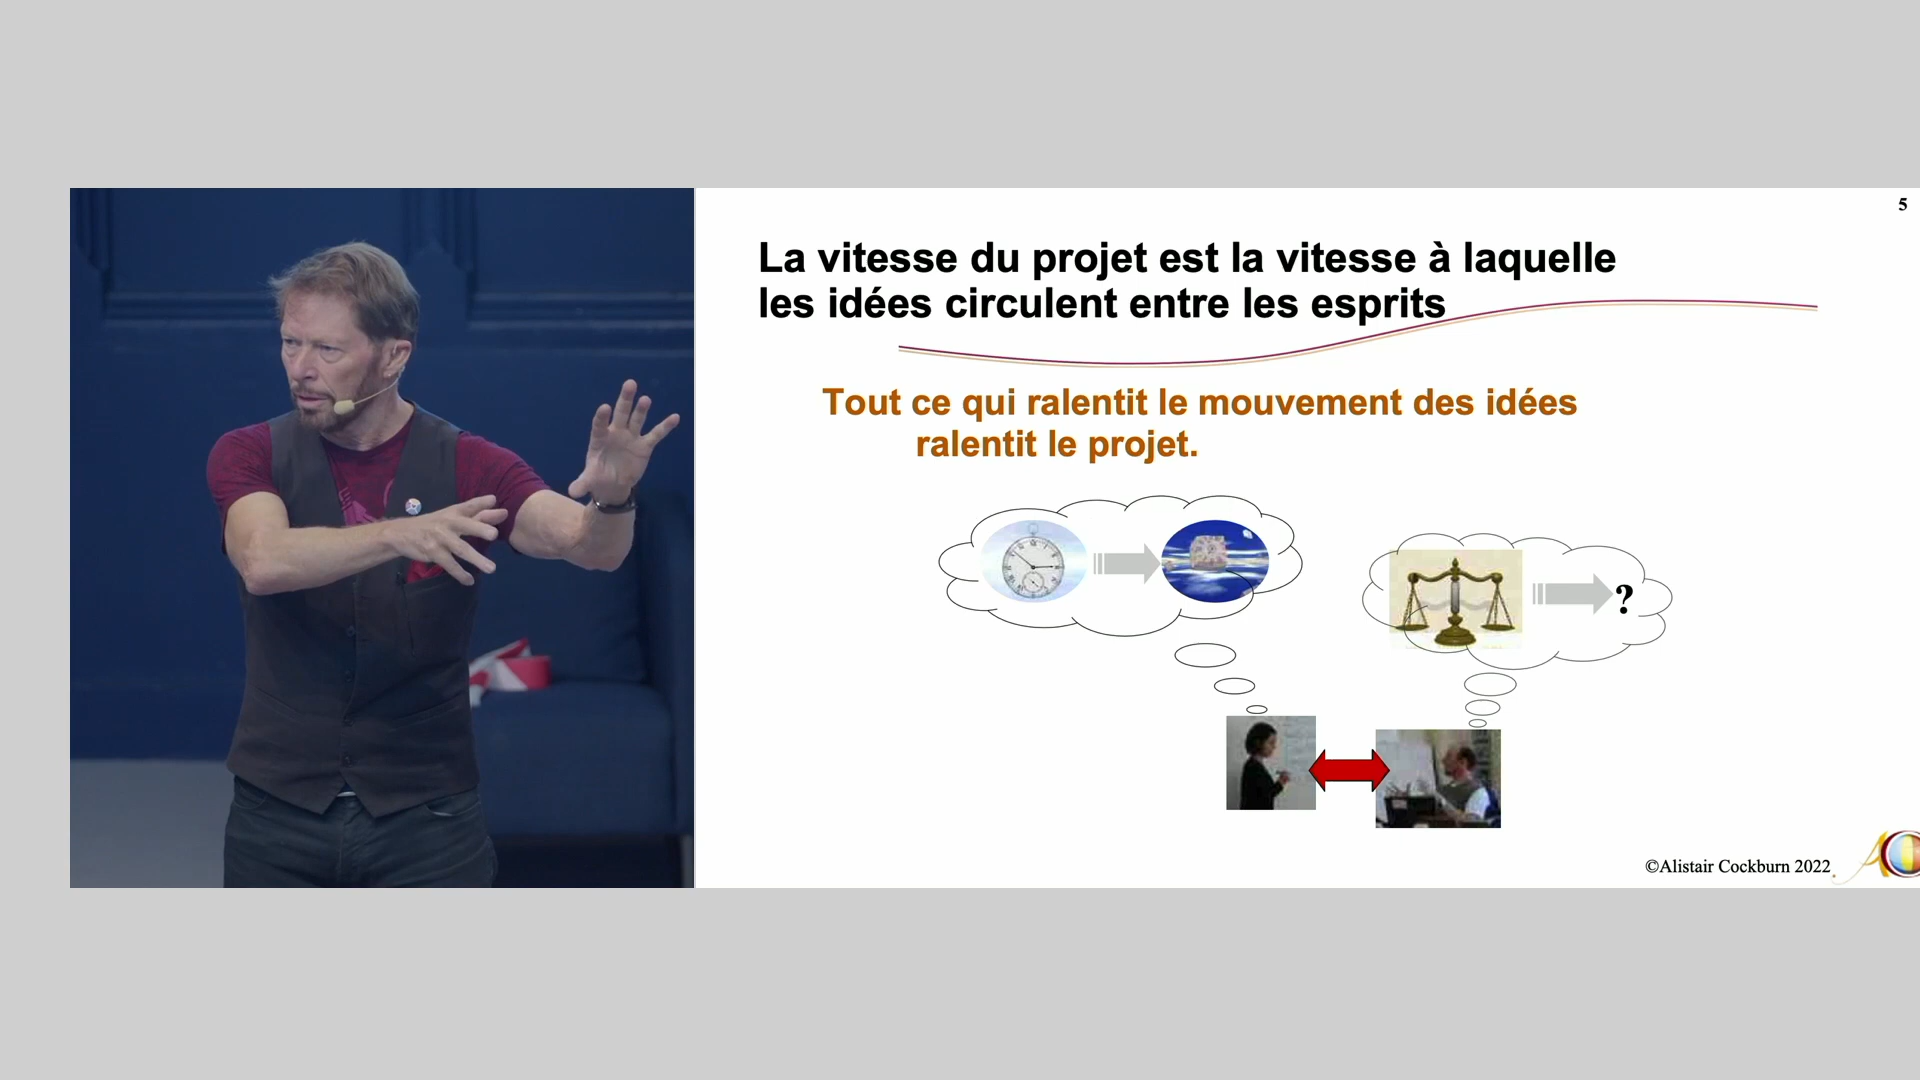 5
La vitesse du projet est la vitesse à laquelle
les idées circulent entre les esprits
Tout ce qui ralentit le mouvement des idées
ralentit le projet.
?
©Alistair Cockburn 2022